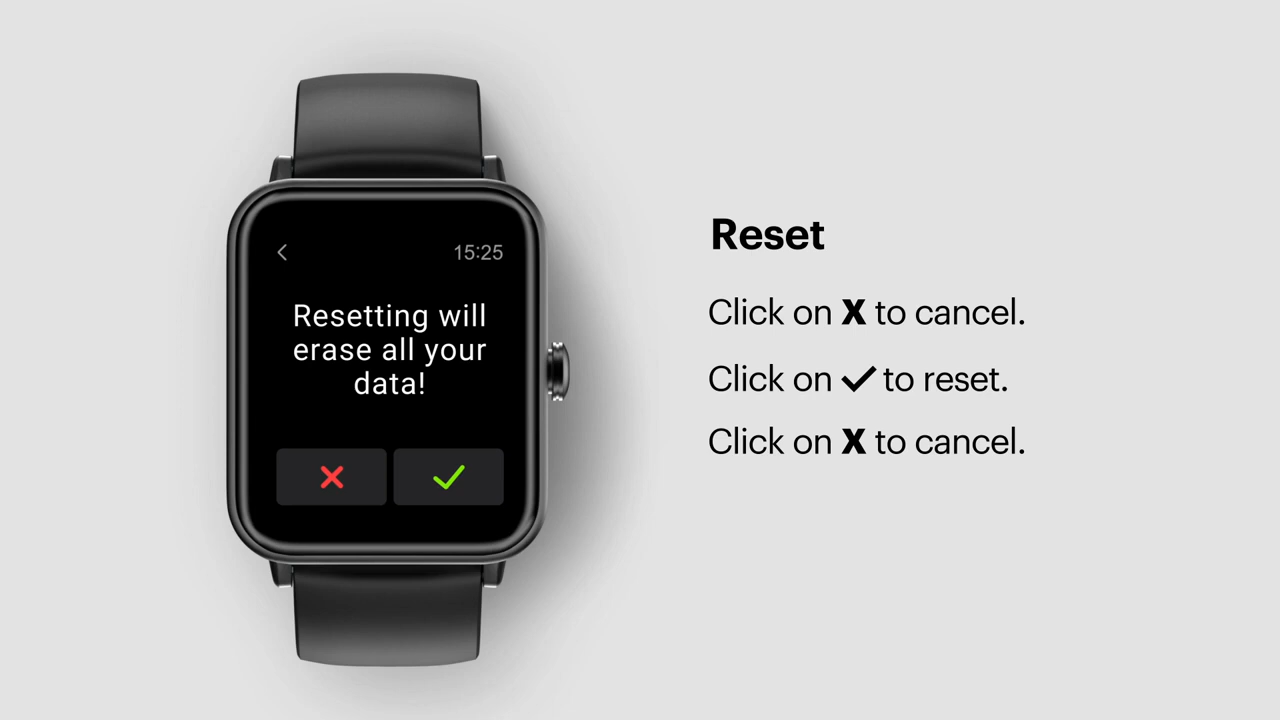 15:25
Resetting will
erase all your
data!
Reset
Click on X to cancel.
Click on ✓ to reset.
Click on X to cancel.